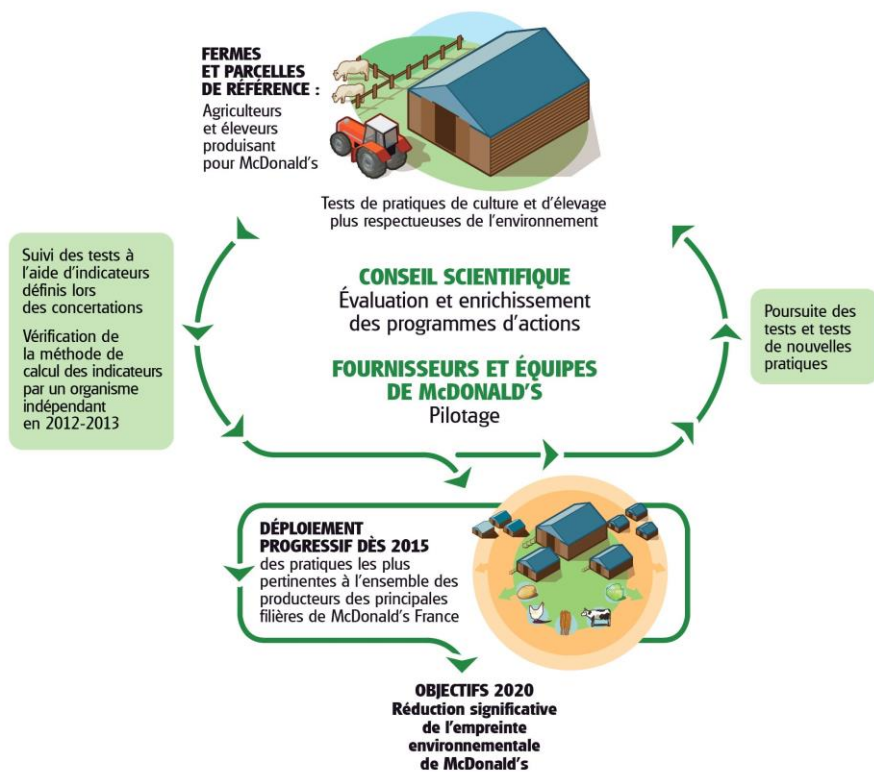 FERMES
ET PARCELLES
DE RÉFÉRENCE :
Agriculteurs
et éleveurs
produisant
pour McDonald's
Tests de pratiques de culture et d'élevage
plus respectueuses de l'environnement
Suivi des tests à
l'aide d'indicateurs
définis lors
des concertations
Vérification de
la méthode de
calcul des indicateurs
par un organisme
indépendant
en 2012-2013
CONSEIL SCIENTIFIQUE
Évaluation et enrichissement
des programmes d'actions
FOURNISSEURS ET ÉQUIPES
DE McDONALD'S
Pilotage
Poursuite des
tests et tests
de nouvelles
pratiques
DÉPLOIEMENT
PROGRESSIF DÈS 2015
des pratiques les plus
pertinentes à l'ensemble des
producteurs des principales
filières de McDonald's France
OBJECTIFS 2020
Réduction significative
de l'empreinte
environnementale
de McDonald's